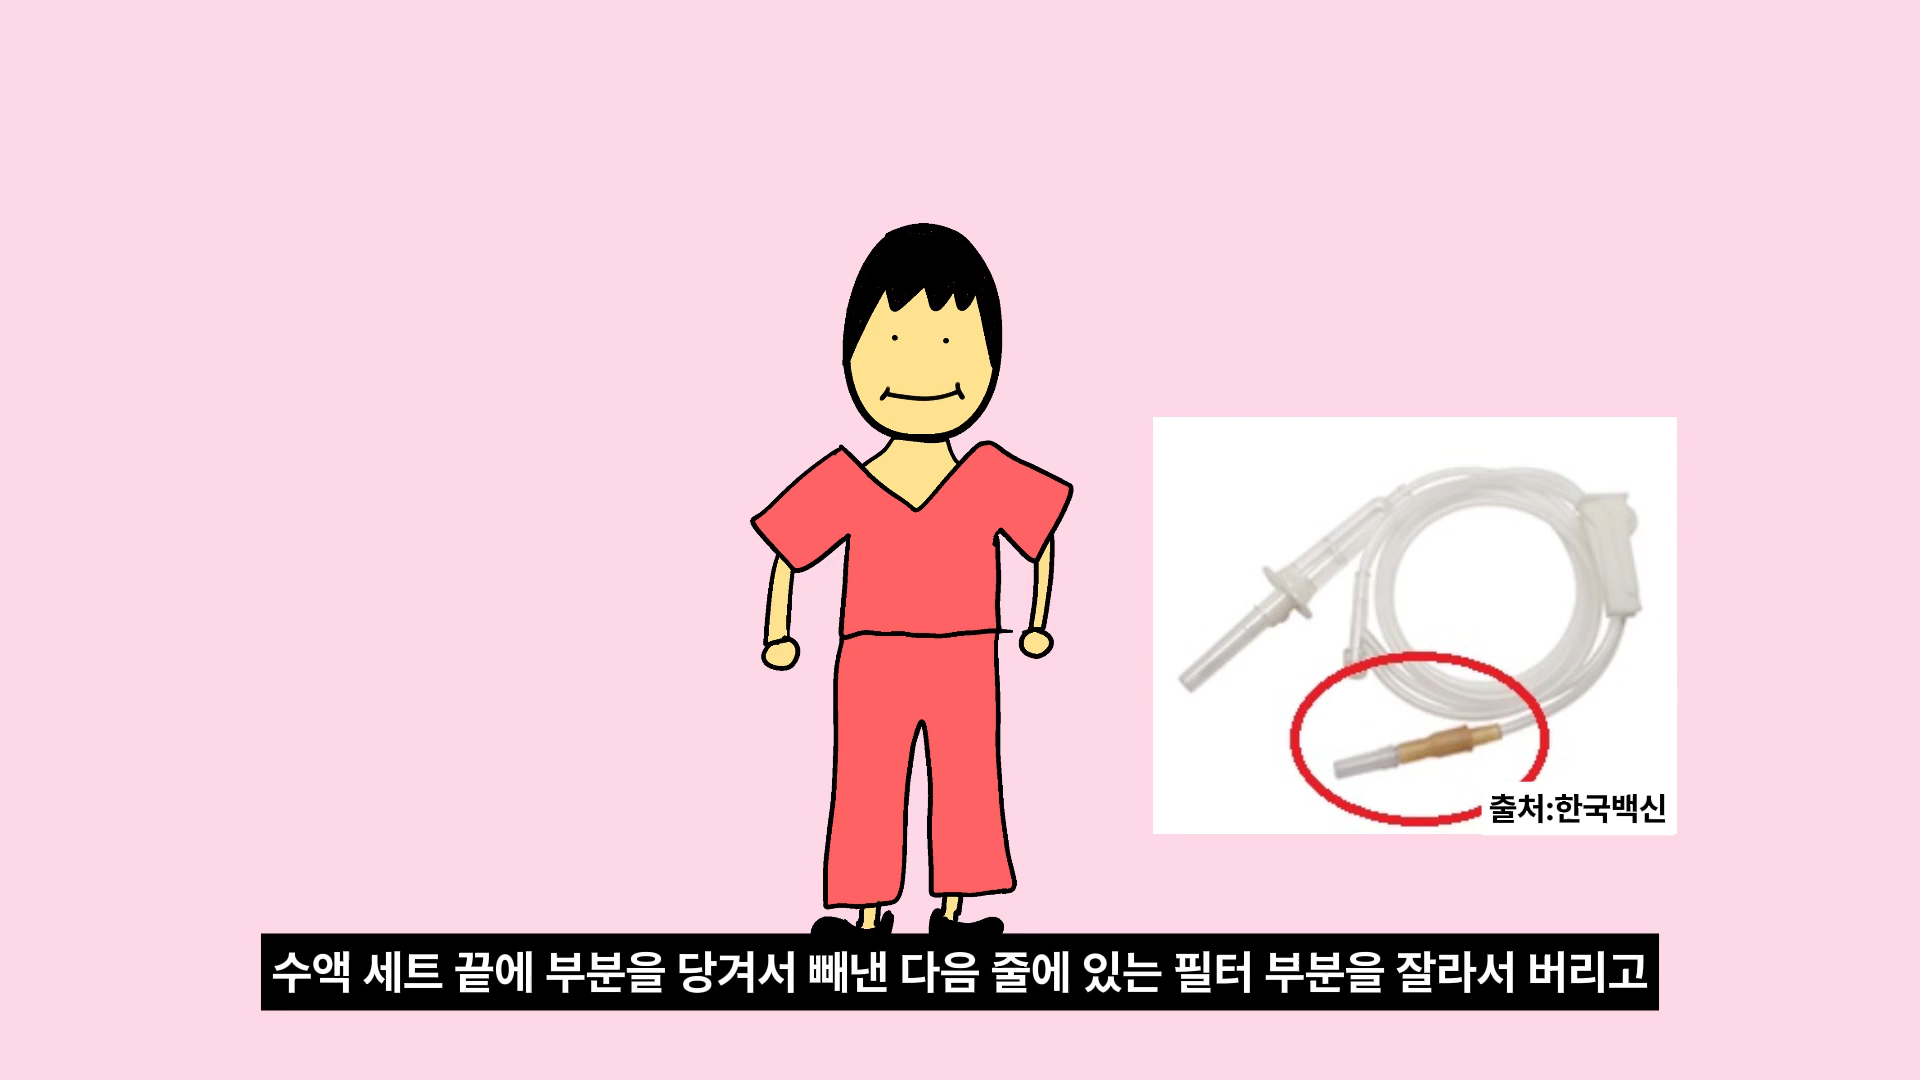 출처:한국백신
수액 세트 끝에 부분을 당겨서 빼낸 다음 줄에 있는 필터 부분을 잘라서 버리고